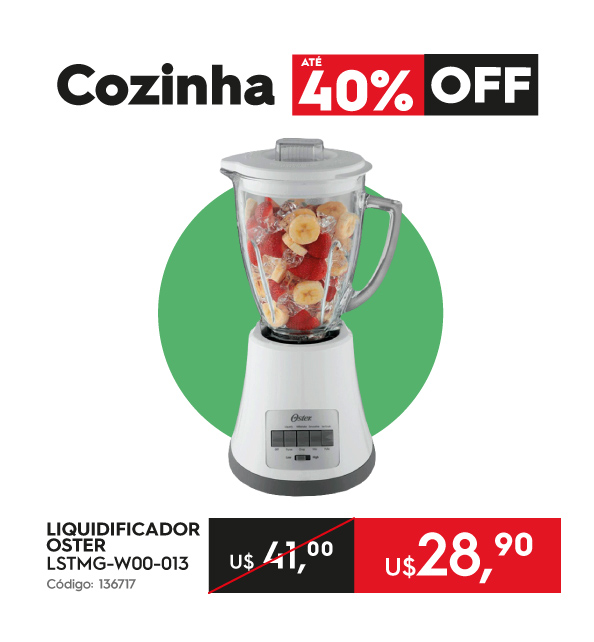 Cozinha ATÉ 40% OFF
Oster
LIQUIDIFICADOR
OSTER
LSTMG-W00-013
Código: 136717
U$ 41,00
U$ 28,90